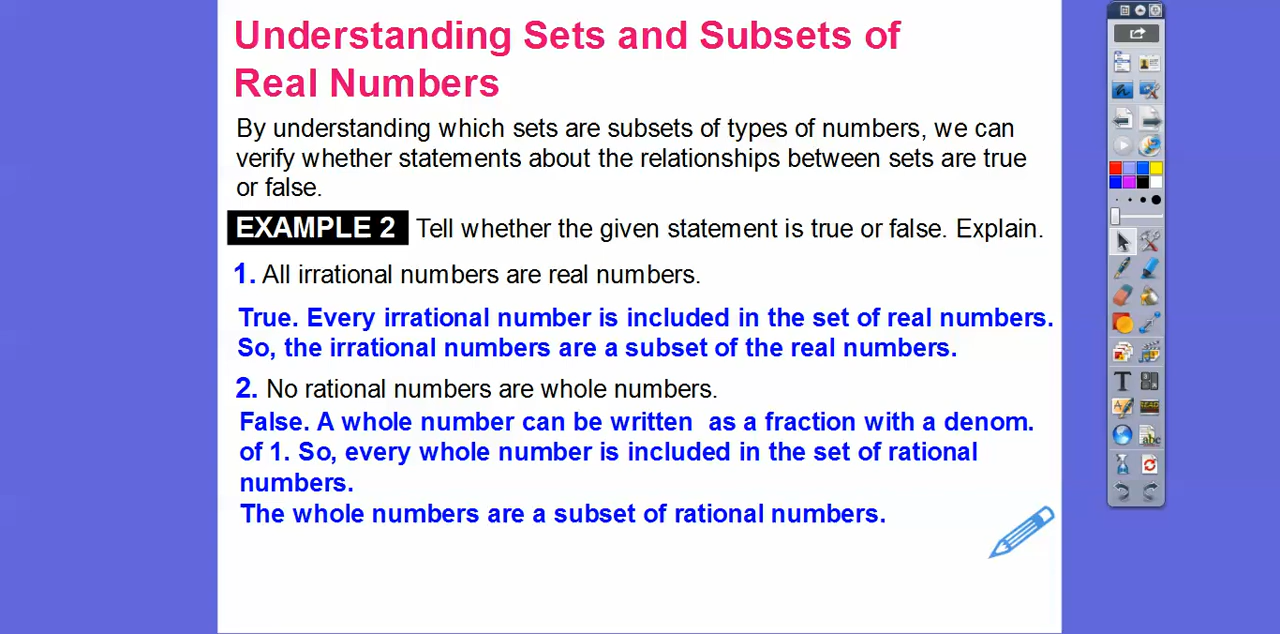 Understanding Sets and Subsets of
Real Numbers
By understanding which sets are subsets of types of numbers, we can
verify whether statements about the relationships between sets are true
or false.
EXAMPLE 2 Tell whether the given statement is true or false. Explain.
1. All irrational numbers are real numbers.
True. Every irrational number is included in the set of real numbers.
So, the irrational numbers are a subset of the real numbers.
2. No rational numbers are whole numbers.
False. A whole number can be written as a fraction with a denom.
of 1. So, every whole number is included in the set of rational
numbers.
The whole numbers are a subset of rational numbers.
T
abc